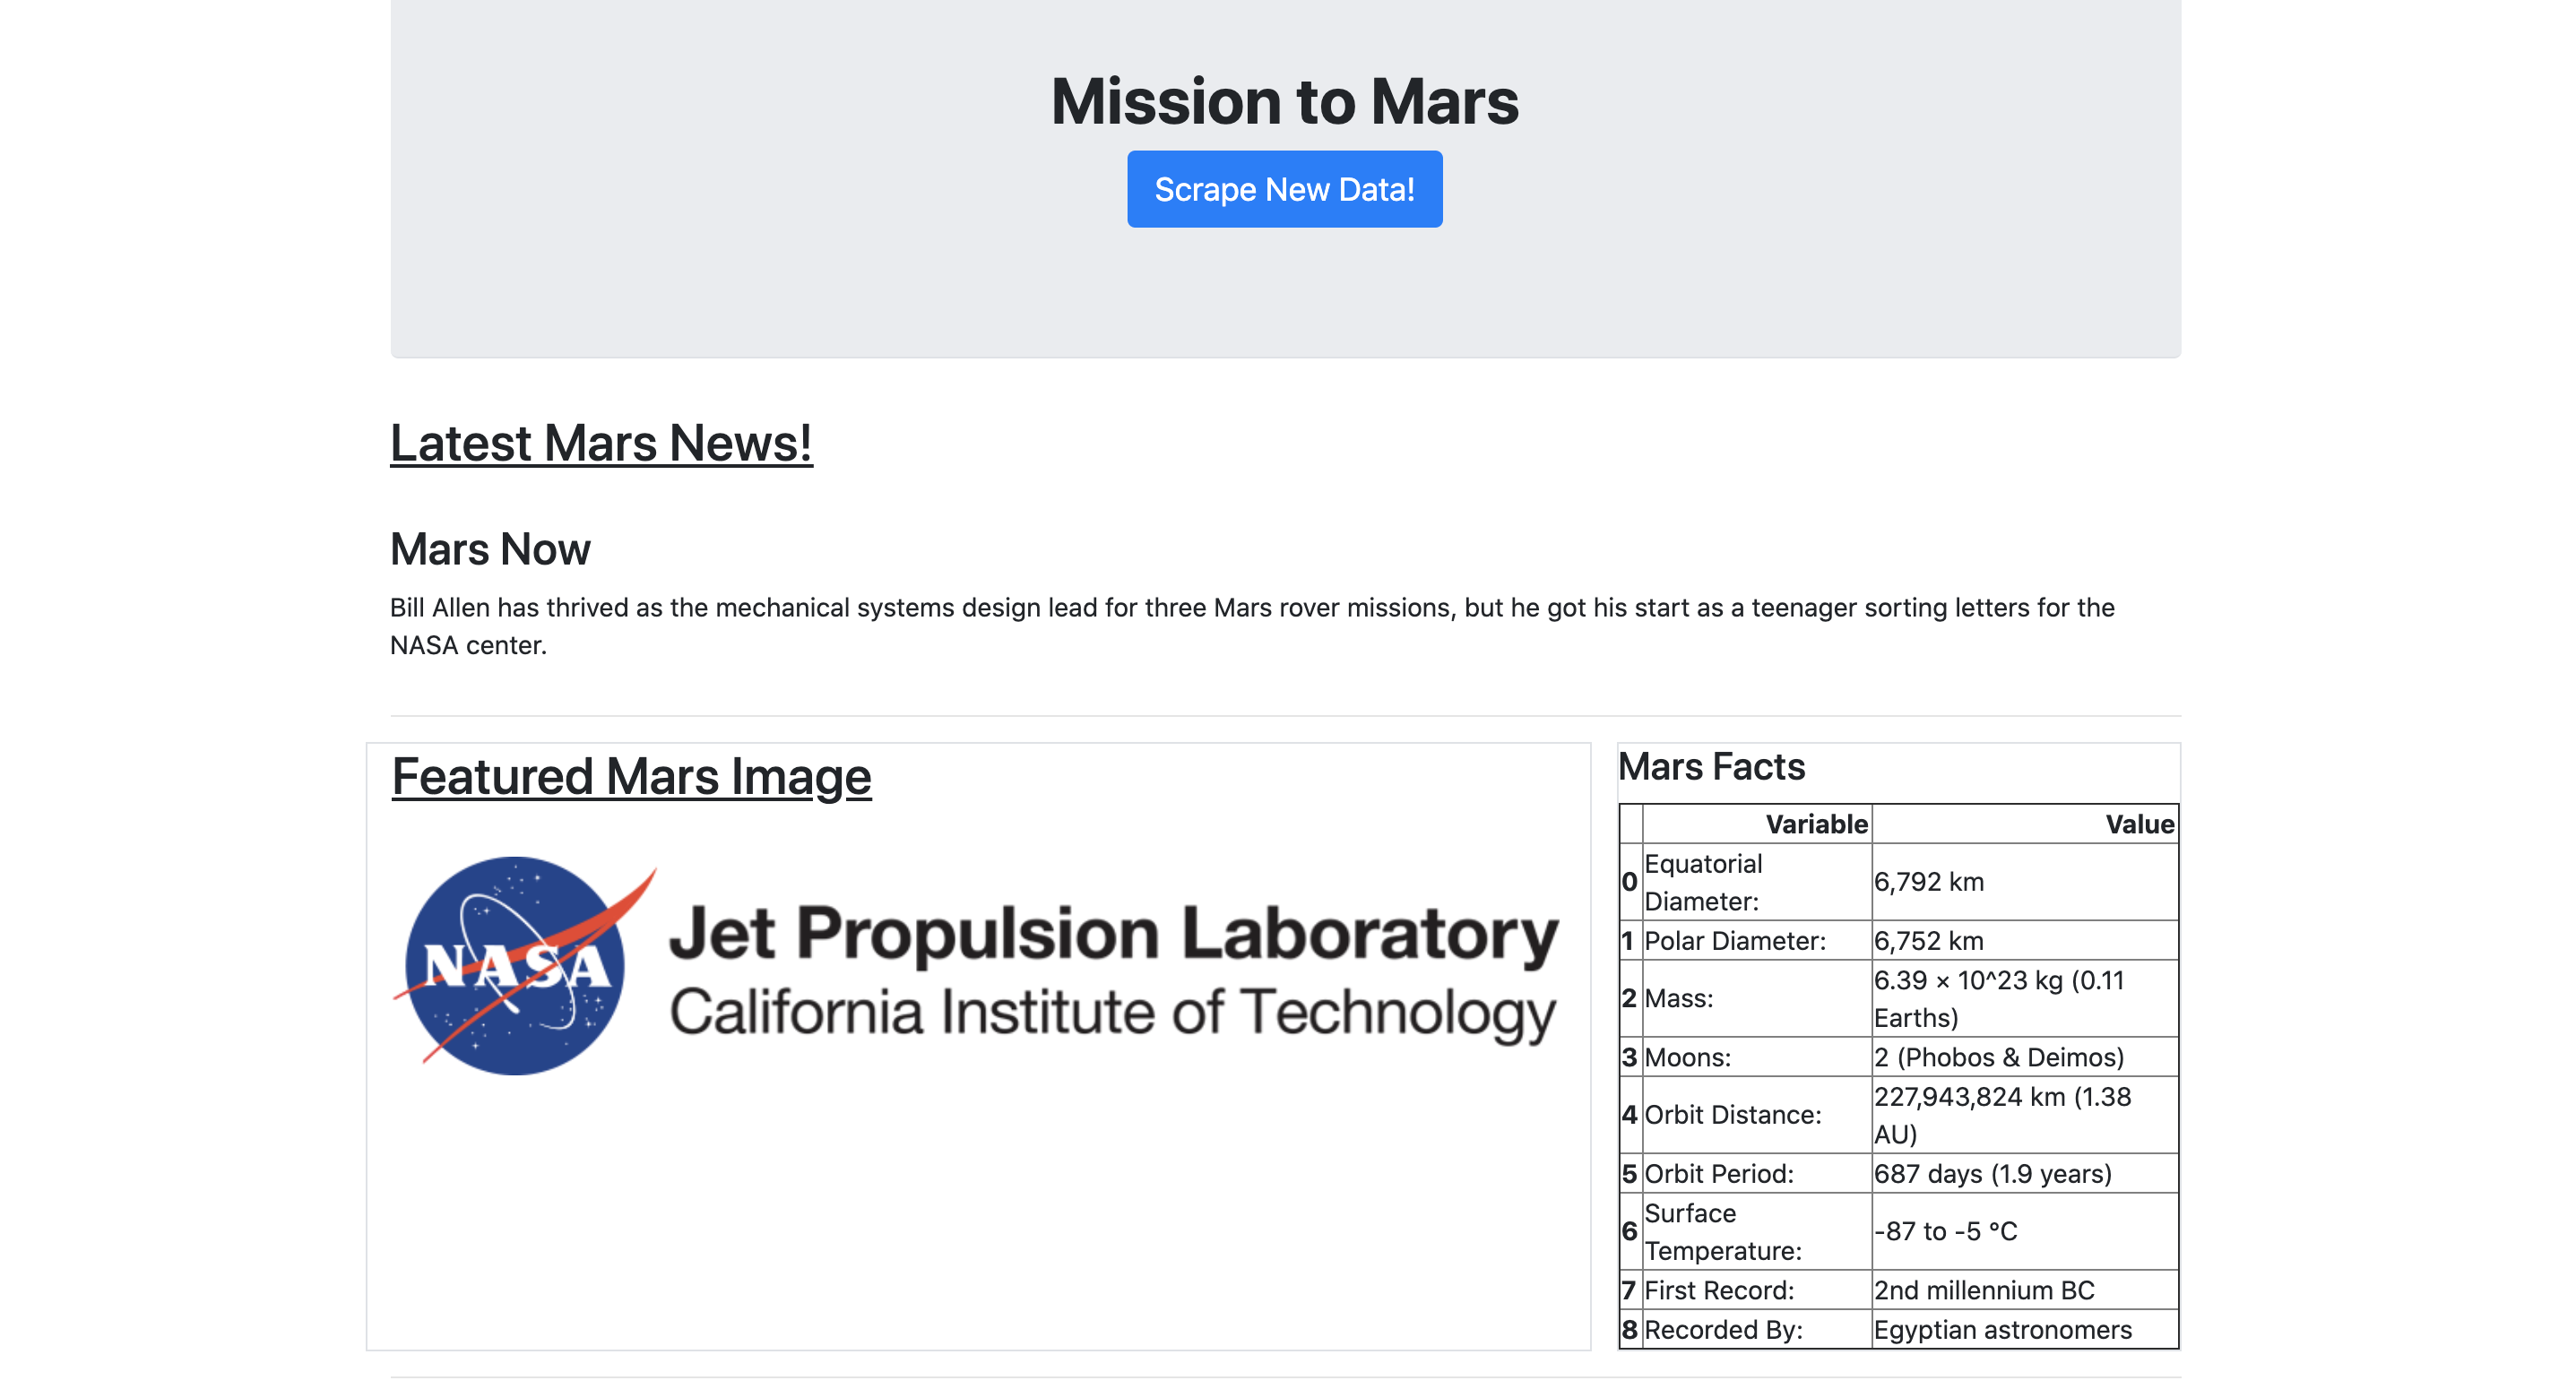 Mission to Mars
Scrape New Data!
Latest Mars News!
Mars Now
Bill Allen has thrived as the mechanical systems design lead for three Mars rover missions, but he got his start as a teenager sorting letters for the
NASA center.
Featured Mars Image
NASA
Jet Propulsion Laboratory
California Institute of Technology
Mars Facts
Variable Value
0 Equatorial Diameter: 6,792 km
1 Polar Diameter: 6,752 km
2 Mass: 6.39 × 10^23 kg (0.11 Earths)
3 Moons: 2 (Phobos & Deimos)
4 Orbit Distance: 227,943,824 km (1.38 AU)
5 Orbit Period: 687 days (1.9 years)
6 Surface Temperature: -87 to -5 °C
7 First Record: 2nd millennium BC
8 Recorded By: Egyptian astronomers